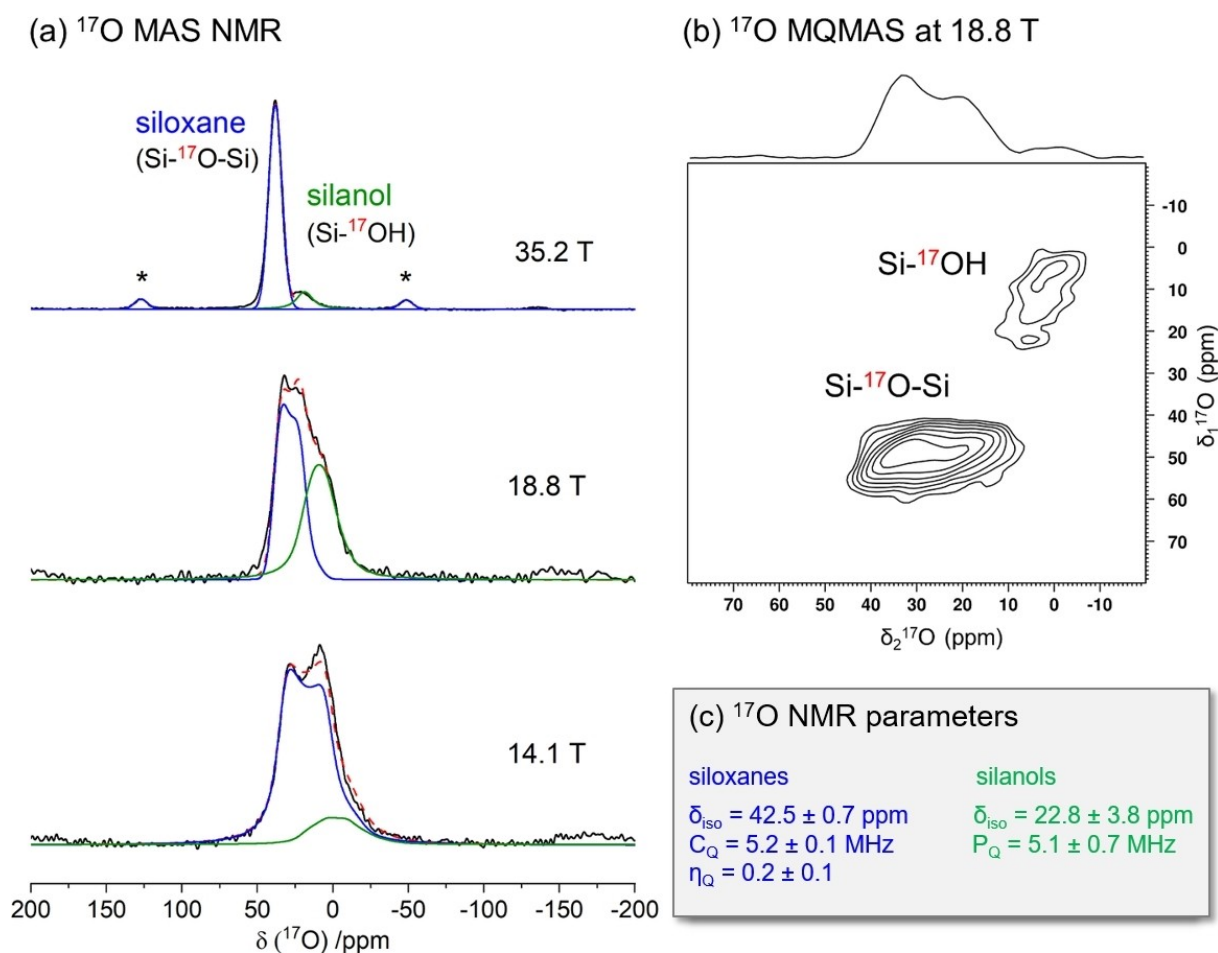 (a) ¹⁷O MAS NMR
siloxane
(Si-¹⁷O-Si)
silanol
(Si-¹⁷OH)
35.2 T
* *
18.8 T
14.1 T
200 150 100 50 0 -50 -100 -150 -200
δ (¹⁷O) /ppm
(b) ¹⁷O MQMAS at 18.8 T
Si-¹⁷OH
Si-¹⁷O-Si
-10
0
10
20
30
40
50
60
70
δ₁¹⁷O (ppm)
70 60 50 40 30 20 10 0 -10
δ₂¹⁷O (ppm)
(c) ¹⁷O NMR parameters
siloxanes silanols
δiso = 42.5 ± 0.7 ppm δiso = 22.8 ± 3.8 ppm
CQ = 5.2 ± 0.1 MHz PQ = 5.1 ± 0.7 MHz
ηQ = 0.2 ± 0.1